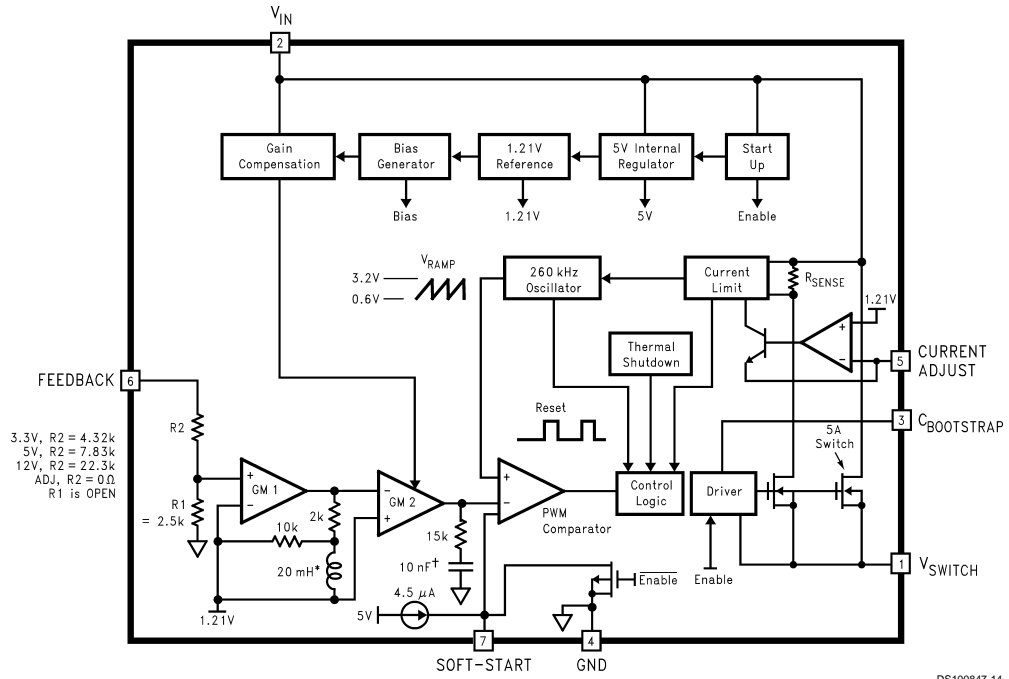 V_IN
2
Gain
Compensation
Bias
Generator
1.21V
Reference
5V Internal
Regulator
Start
Up
Bias
1.21V
5V
Enable
3.2V
0.6V
V_RAMP
260 kHz
Oscillator
Current
Limit
R_SENSE
1.21V
+
−
5
CURRENT
ADJUST
Thermal
Shutdown
FEEDBACK
6
3.3V, R2 = 4.32k
5V, R2 = 7.83k
12V, R2 = 22.3k
ADJ, R2 = 0Ω
R1 is OPEN
R2
R1
= 2.5k
+
GM 1
−
10k
2k
20 mH*
1.21V
−
GM 2
+
15k
10 nF†
Reset
+
−
PWM
Comparator
Control
Logic
Driver
Enable
5A
Switch
3
C_BOOTSTRAP
1
V_SWITCH
4.5 μA
5V
E̅n̅a̅b̅l̅e̅
7
SOFT-START
4
GND
DS100847-14